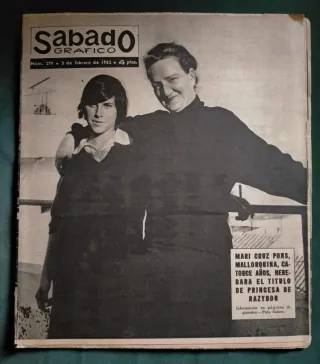 SabadO
GRAFICO
Núm. 279 • 3 de febrero de 1962 • 4 ptas.
MARI CRUZ PONS,
MALLORQUINA, CA-
TORCE AÑOS, HERE-
DARA EL TITULO
DE PRINCESA DE
RAZYBOR